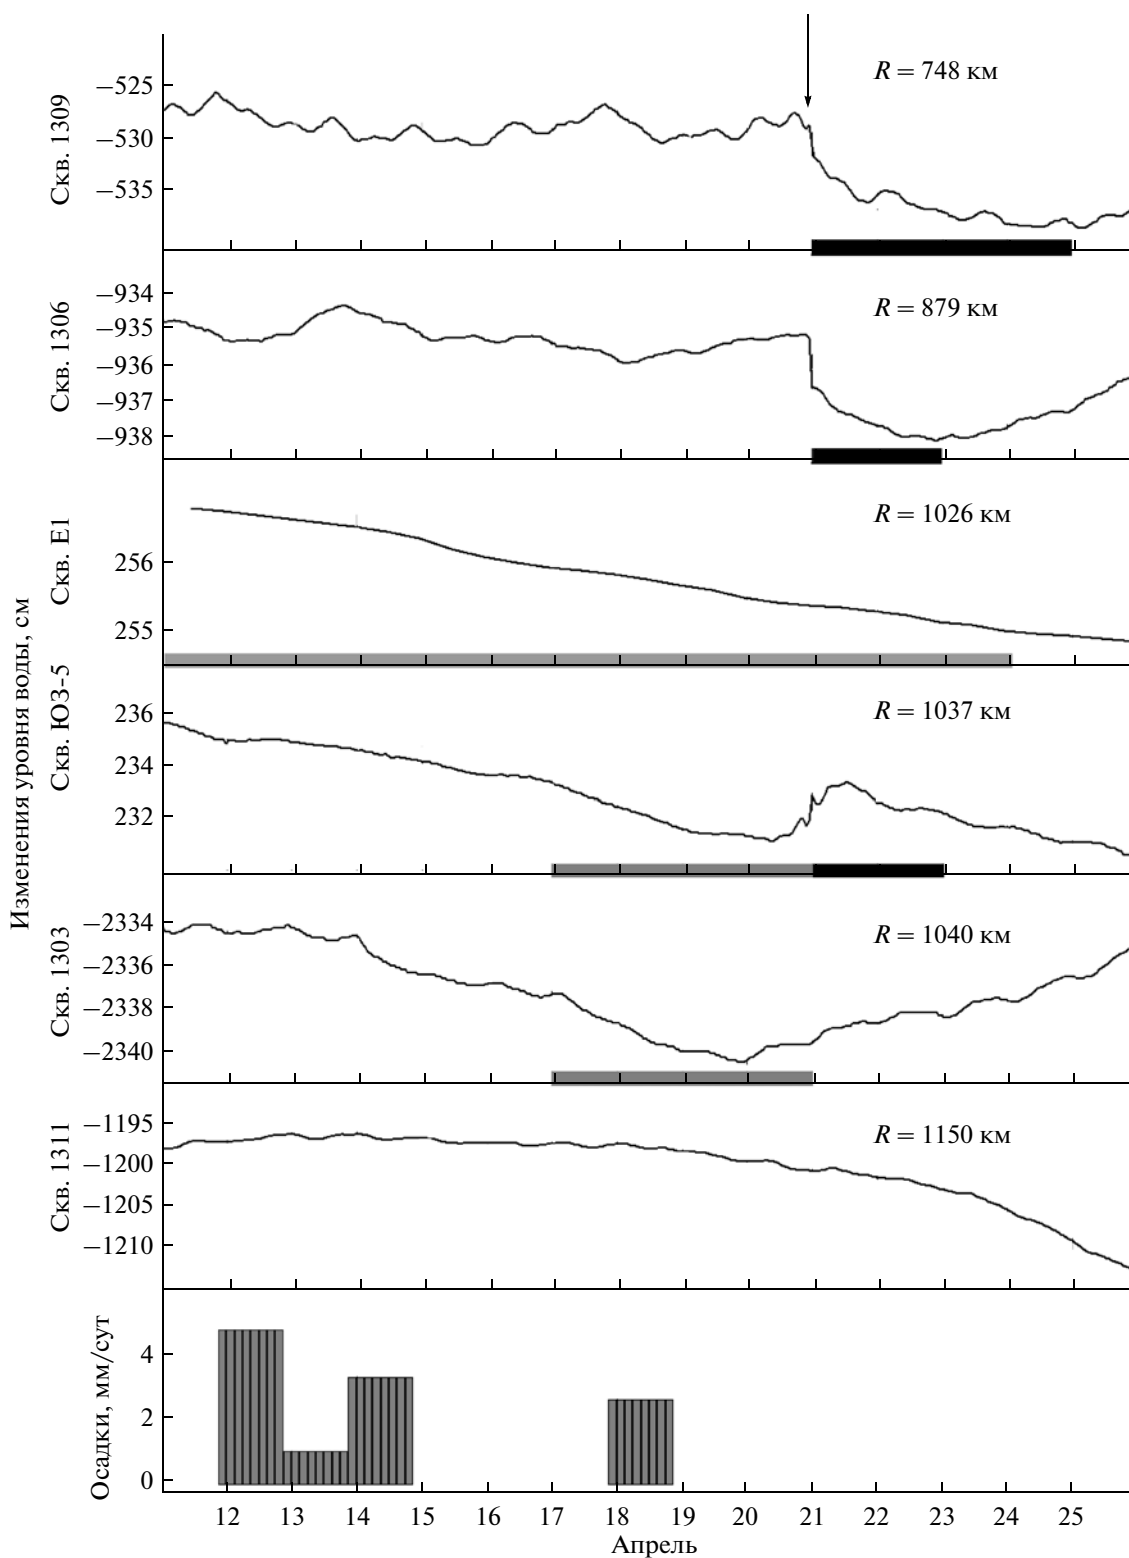 Изменения уровня воды, см
Скв. 1309
−525
−530
−535
R = 748 км
Скв. 1306
−934
−935
−936
−937
−938
R = 879 км
Скв. Е1
256
255
R = 1026 км
Скв. ЮЗ-5
236
234
232
R = 1037 км
Скв. 1303
−2334
−2336
−2338
−2340
R = 1040 км
Скв. 1311
−1195
−1200
−1205
−1210
R = 1150 км
Осадки, мм/сут
4
2
0
12 13 14 15 16 17 18 19 20 21 22 23 24 25
Апрель